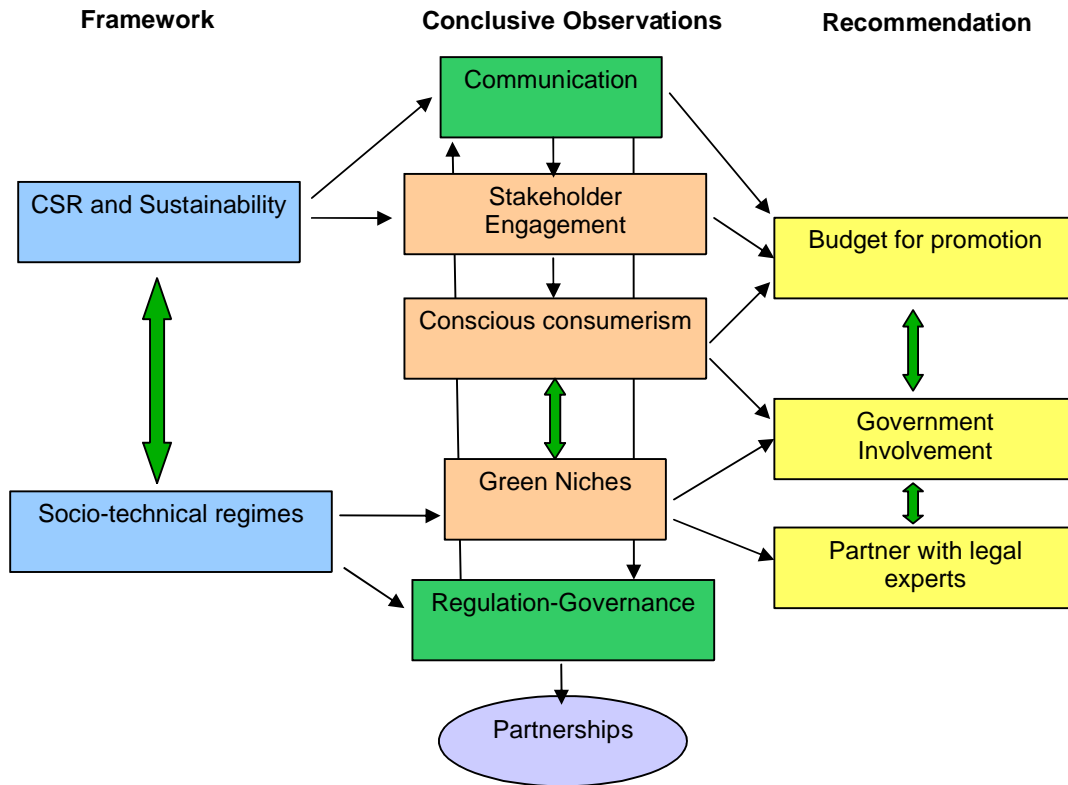 Framework
Conclusive Observations
Recommendation
Communication
CSR and Sustainability
Stakeholder
Engagement
Budget for promotion
Conscious consumerism
Government
Involvement
Green Niches
Socio-technical regimes
Partner with legal
experts
Regulation-Governance
Partnerships